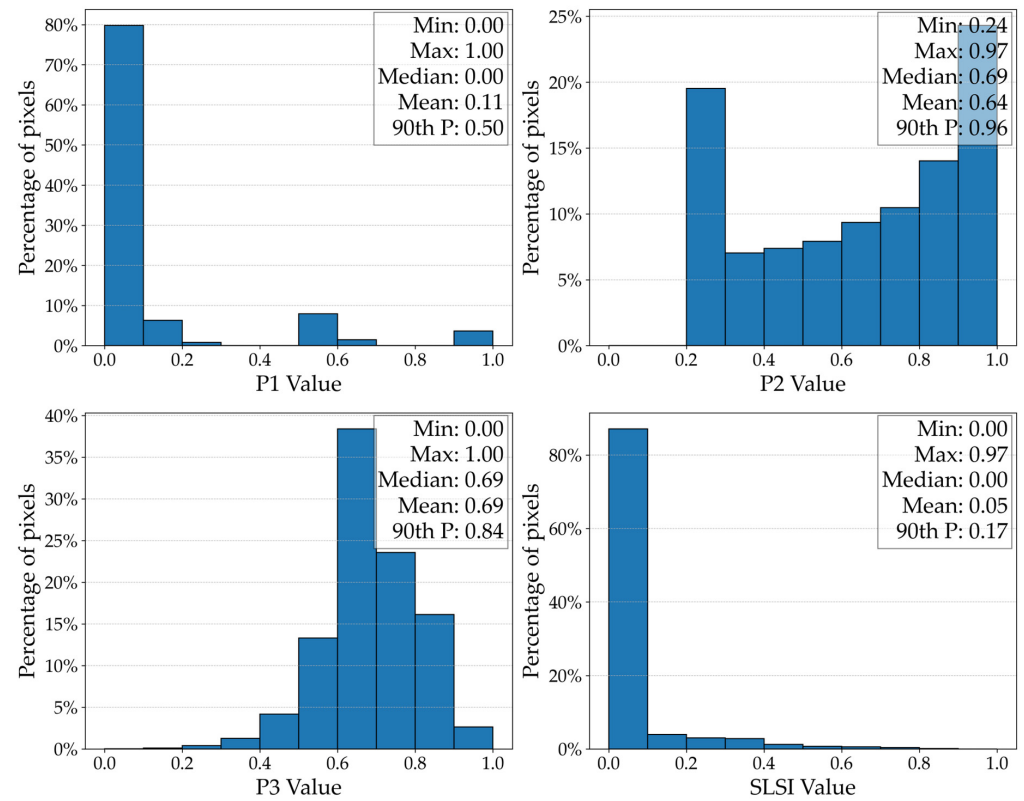 80%
70%
60%
50%
40%
30%
20%
10%
0%
Percentage of pixels
Min: 0.00
Max: 1.00
Median: 0.00
Mean: 0.11
90th P: 0.50
0.0 0.2 0.4 0.6 0.8 1.0
P1 Value
25%
20%
15%
10%
5%
0%
Percentage of pixels
Min: 0.24
Max: 0.97
Median: 0.69
Mean: 0.64
90th P: 0.96
0.0 0.2 0.4 0.6 0.8 1.0
P2 Value
40%
35%
30%
25%
20%
15%
10%
5%
0%
Percentage of pixels
Min: 0.00
Max: 1.00
Median: 0.69
Mean: 0.69
90th P: 0.84
0.0 0.2 0.4 0.6 0.8 1.0
P3 Value
80%
60%
40%
20%
0%
Percentage of pixels
Min: 0.00
Max: 0.97
Median: 0.00
Mean: 0.05
90th P: 0.17
0.0 0.2 0.4 0.6 0.8 1.0
SLSI Value